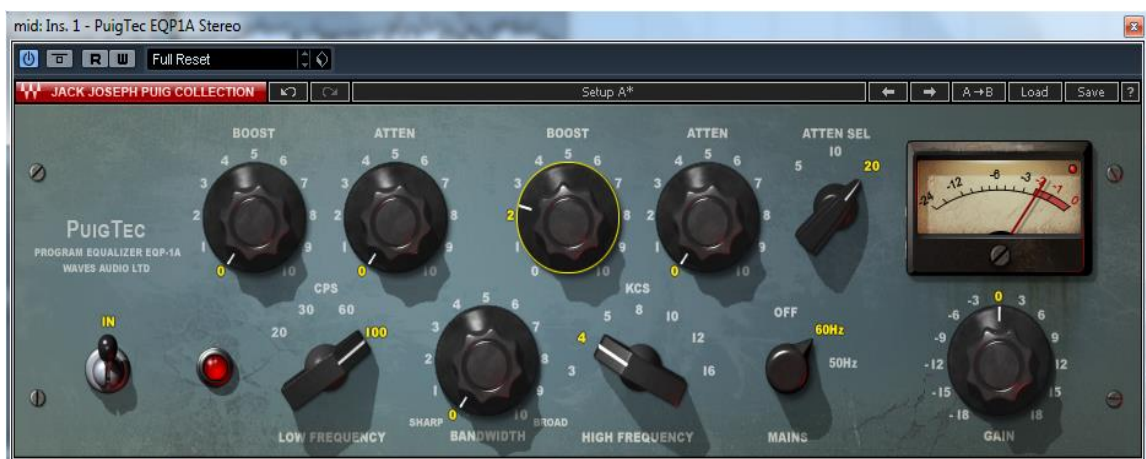 mid: Ins. 1 - PuigTec EQP1A Stereo
R W Full Reset
JACK JOSEPH PUIG COLLECTION Setup A* A→B Load Save ?
BOOST ATTEN BOOST ATTEN ATTEN SEL
0 1 2 3 4 5 6 7 8 9 10
0 1 2 3 4 5 6 7 8 9 10
0 1 2 3 4 5 6 7 8 9 10
0 1 2 3 4 5 6 7 8 9 10
5 10 20
-24 -12 -6 -3 -2 -1 0
PUIGTEC
PROGRAM EQUALIZER EQP-1A
WAVES AUDIO LTD
IN
CPS
20 30 60 100
0 1 2 3 4 5 6 7 8 9 10
SHARP BROAD
KCS
3 4 5 8 10 12 16
OFF
60Hz
50Hz
-18 -15 -12 -9 -6 -3 0 3 6 9 12 15 18
LOW FREQUENCY BANDWIDTH HIGH FREQUENCY MAINS GAIN